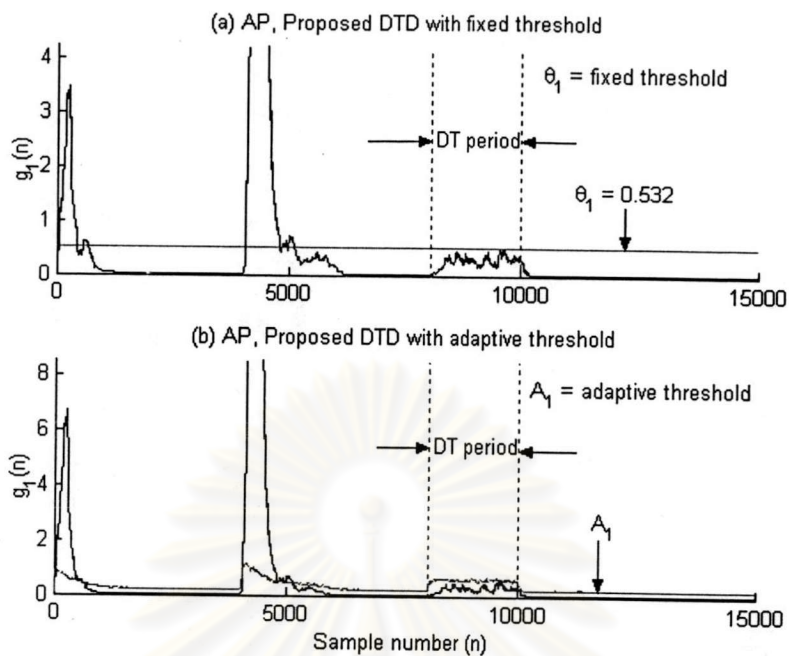 (a) AP, Proposed DTD with fixed threshold
4
3
2
1
0
g₁(n)
θ₁ = fixed threshold
DT period
θ₁ = 0.532
0
5000
10000
15000
(b) AP, Proposed DTD with adaptive threshold
8
6
4
2
0
g₁(n)
A₁ = adaptive threshold
DT period
A₁
0
5000
10000
15000
Sample number (n)